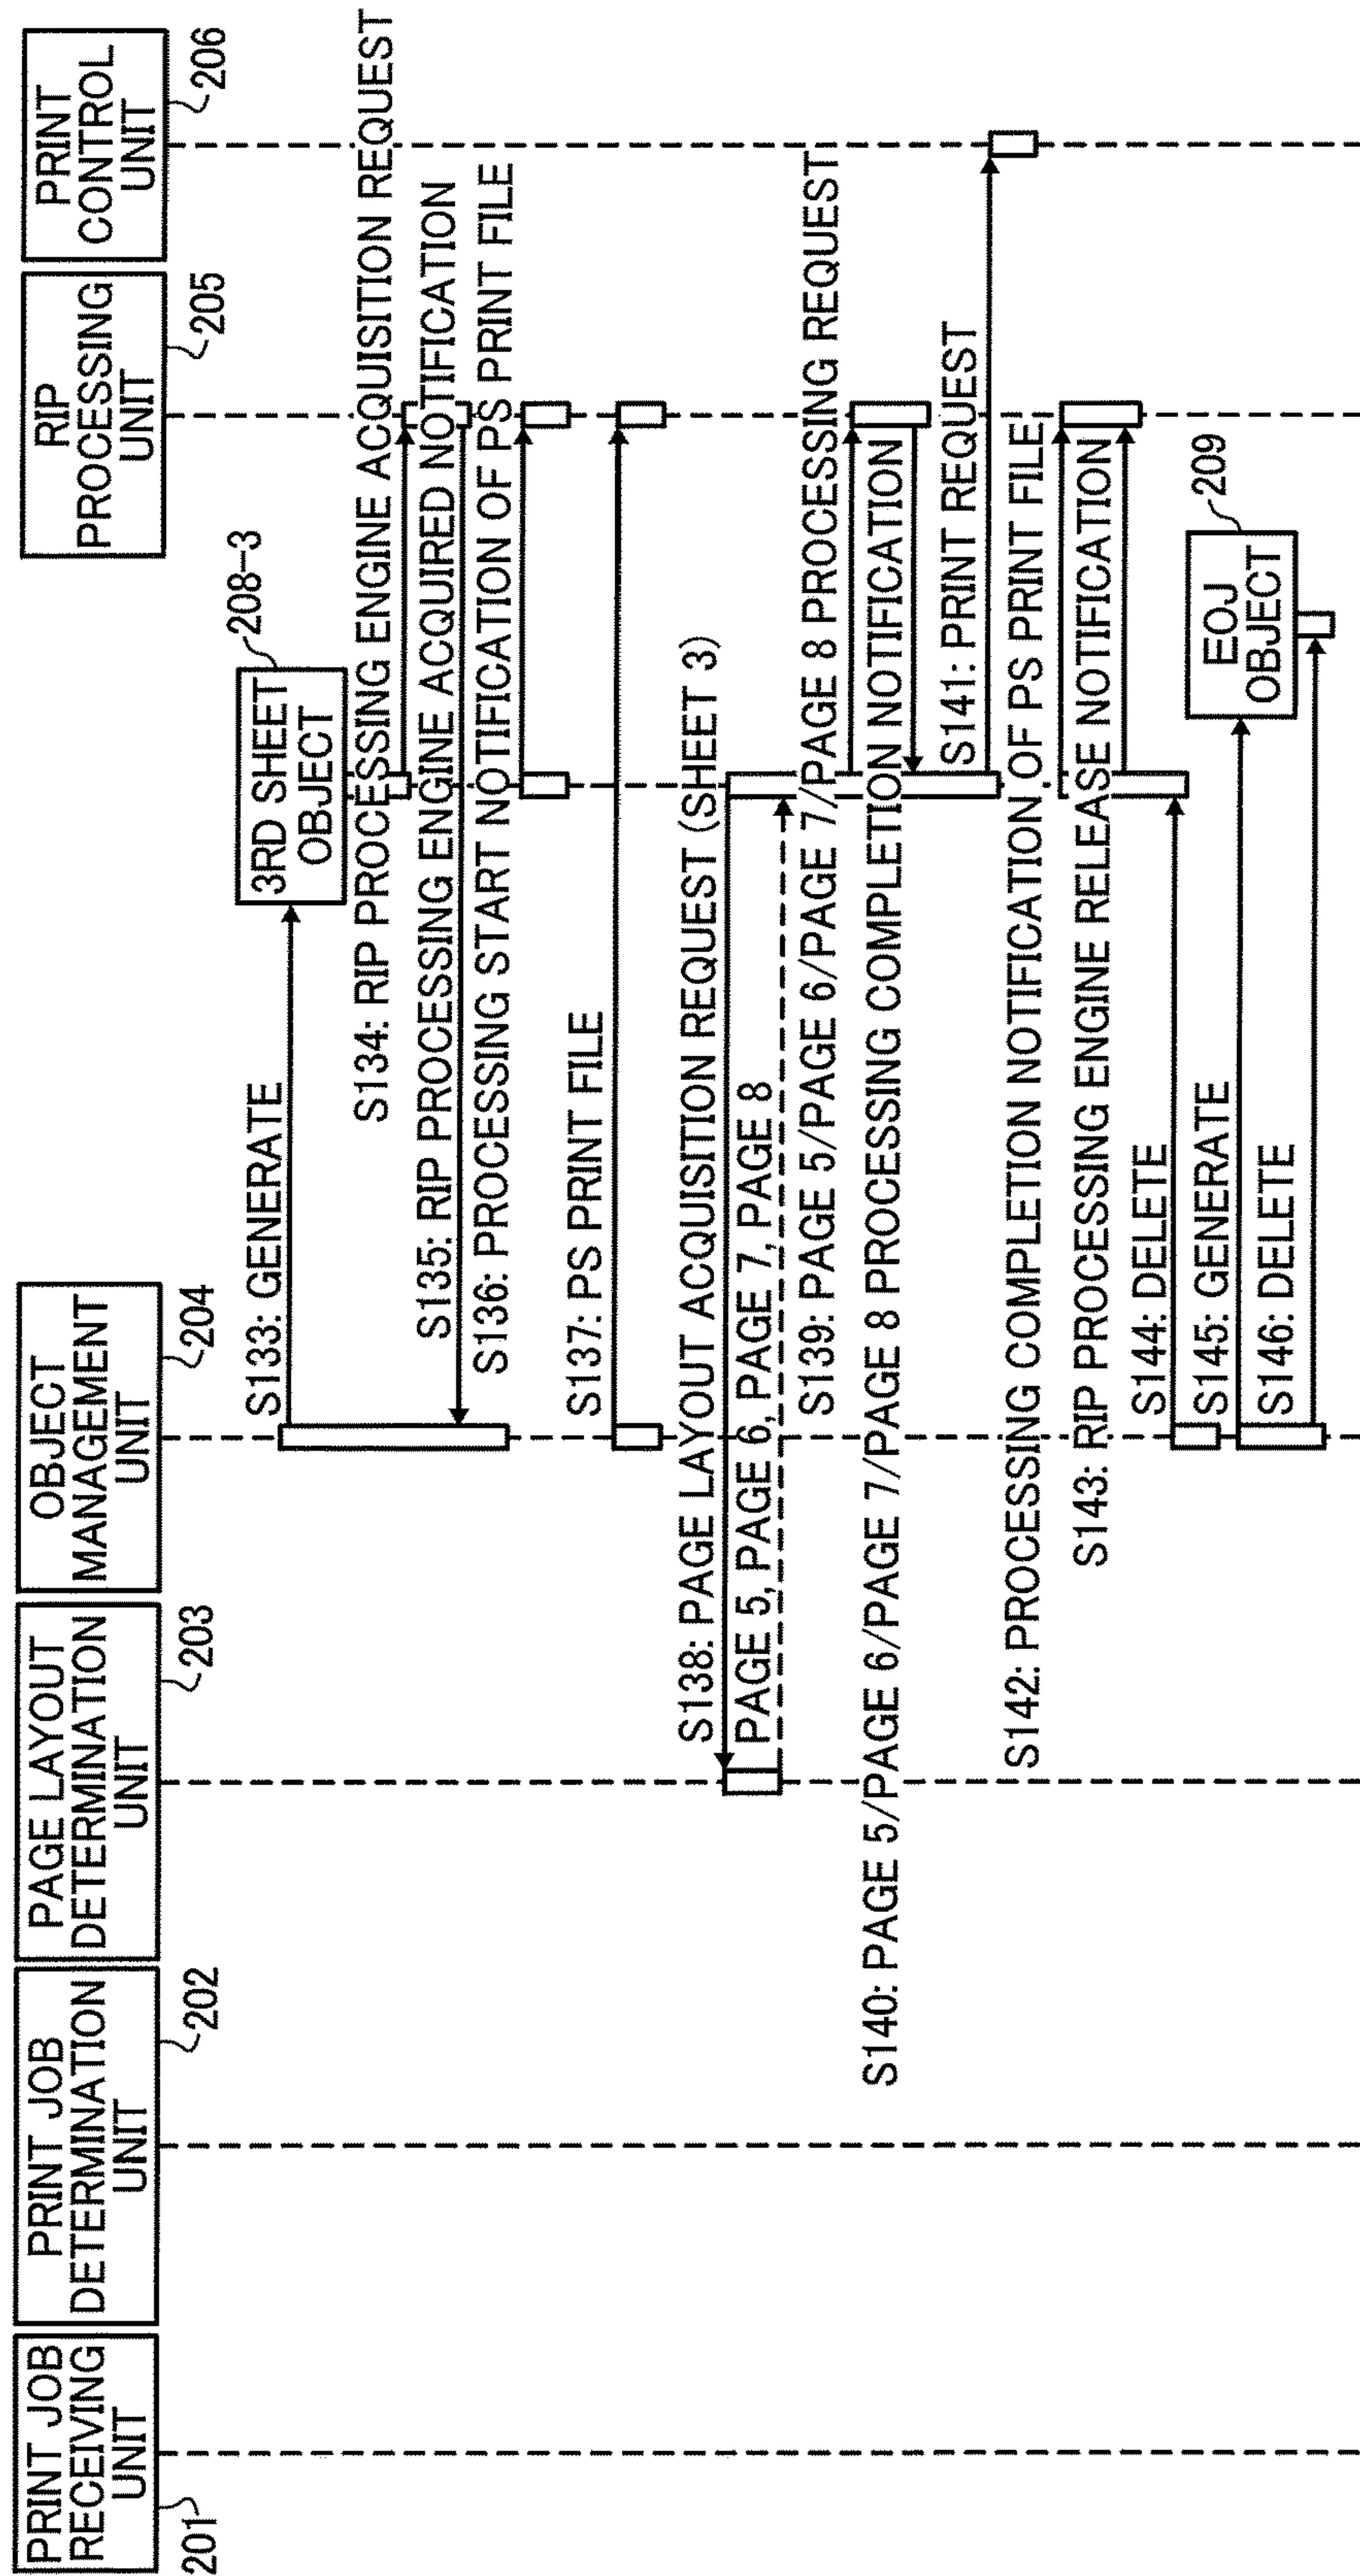 PRINT JOB
RECEIVING
UNIT
201
PRINT JOB
DETERMINATION
UNIT
202
PAGE LAYOUT
DETERMINATION
UNIT
203
OBJECT
MANAGEMENT
UNIT
204
RIP
PROCESSING
UNIT
205
PRINT
CONTROL
UNIT
206
S133: GENERATE
3RD SHEET
OBJECT
208-3
S134: RIP PROCESSING ENGINE ACQUISITION REQUEST
S135: RIP PROCESSING ENGINE ACQUIRED NOTIFICATION
S136: PROCESSING START NOTIFICATION OF PS PRINT FILE
S137: PS PRINT FILE
S138: PAGE LAYOUT ACQUISITION REQUEST (SHEET 3)
PAGE 5, PAGE 6, PAGE 7, PAGE 8
S139: PAGE 5/PAGE 6/PAGE 7/PAGE 8 PROCESSING REQUEST
S140: PAGE 5/PAGE 6/PAGE 7/PAGE 8 PROCESSING COMPLETION NOTIFICATION
S141: PRINT REQUEST
S142: PROCESSING COMPLETION NOTIFICATION OF PS PRINT FILE
S143: RIP PROCESSING ENGINE RELEASE NOTIFICATION
S144: DELETE
S145: GENERATE
EOJ
OBJECT
209
S146: DELETE